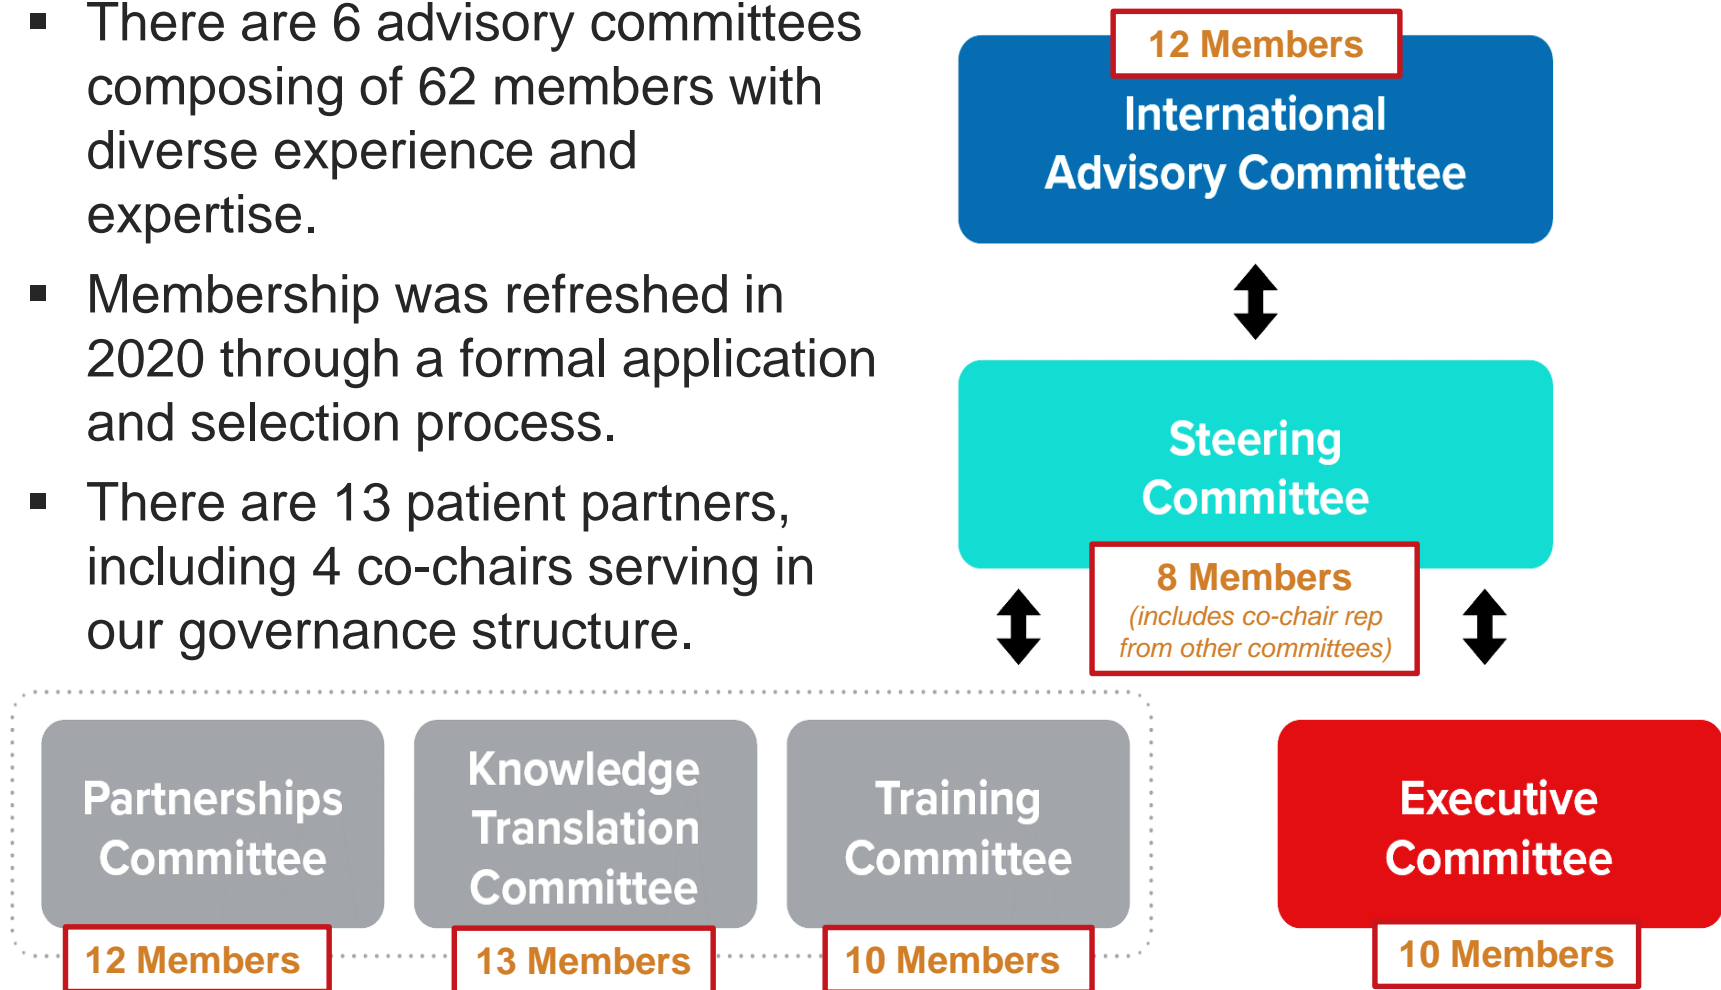 ▪ There are 6 advisory committees
composing of 62 members with
diverse experience and
expertise.
▪ Membership was refreshed in
2020 through a formal application
and selection process.
▪ There are 13 patient partners,
including 4 co-chairs serving in
our governance structure.
12 Members
International
Advisory Committee
Steering
Committee
8 Members
(includes co-chair rep
from other committees)
Partnerships
Committee
12 Members
Knowledge
Translation
Committee
13 Members
Training
Committee
10 Members
Executive
Committee
10 Members